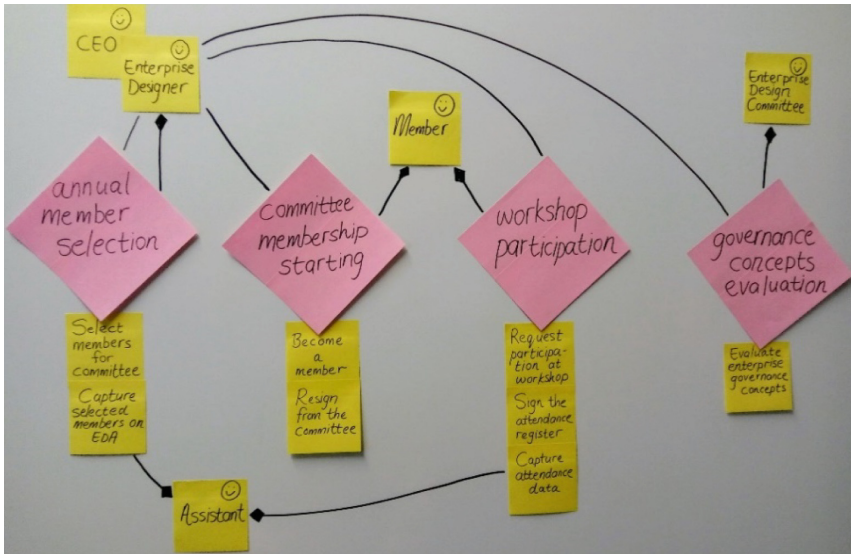 CEO
Enterprise
Designer
Member
Enterprise
Design
Committee
annual
member
selection
committee
membership
starting
workshop
participation
governance
concepts
evaluation
Select
members
for
committee
Capture
selected
members on
EDA
Become
a
member
Resign
from the
Committee
Request
participa-
tion at
workshop
Sign the
attendance
register
Capture
attendance
data
Evaluate
enterprise
governance
concepts
Assistant